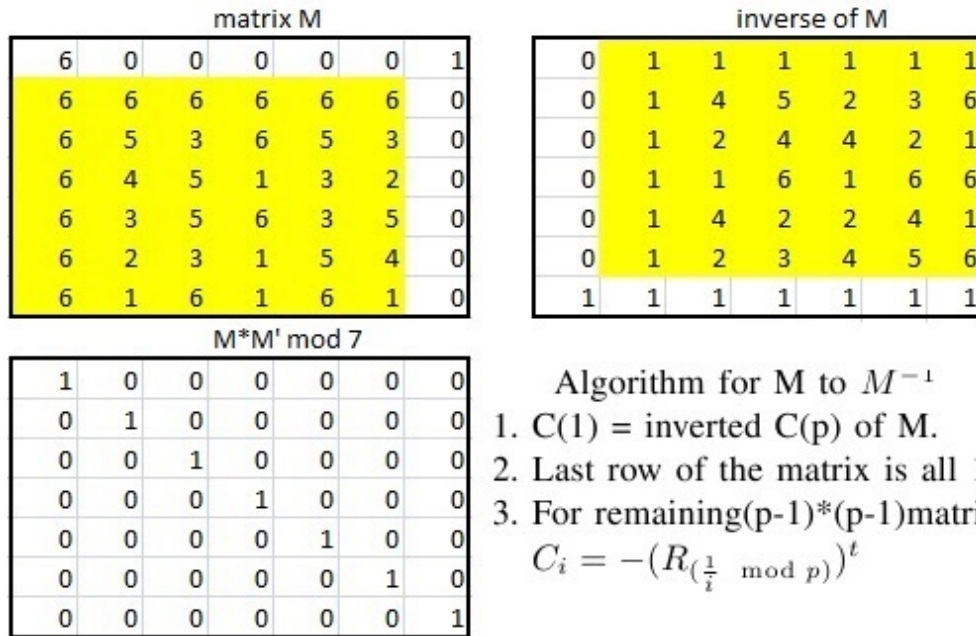 matrix M
6 0 0 0 0 0 1
6 6 6 6 6 6 0
6 5 3 6 5 3 0
6 4 5 1 3 2 0
6 3 5 6 3 5 0
6 2 3 1 5 4 0
6 1 6 1 6 1 0
inverse of M
0 1 1 1 1 1 1
0 1 4 5 2 3 6
0 1 2 4 4 2 1
0 1 1 6 1 6 6
0 1 4 2 2 4 1
0 1 2 3 4 5 6
1 1 1 1 1 1 1
M*M' mod 7
1 0 0 0 0 0 0
0 1 0 0 0 0 0
0 0 1 0 0 0 0
0 0 0 1 0 0 0
0 0 0 0 1 0 0
0 0 0 0 0 1 0
0 0 0 0 0 0 1
Algorithm for M to M⁻¹
1. C(1) = inverted C(p) of M.
2. Last row of the matrix is all
3. For remaining(p-1)*(p-1)matri
C_i = −(R_(1/i mod p))^t